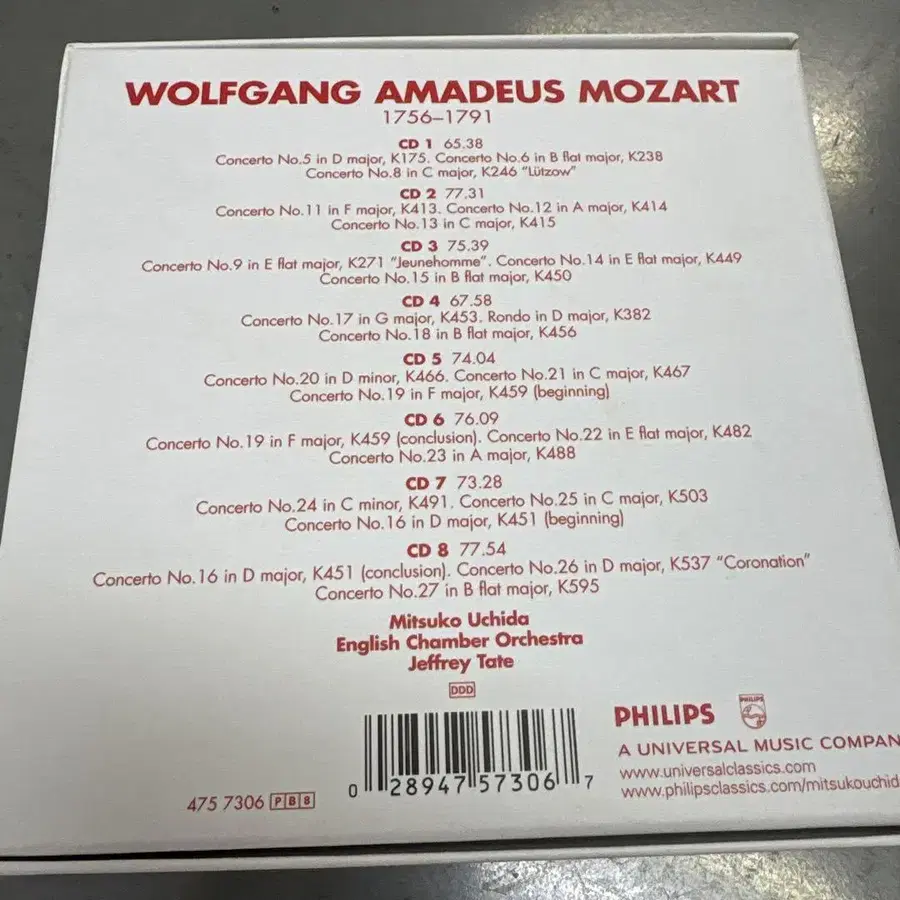 WOLFGANG AMADEUS MOZART
1756–1791
CD 1 65.38
Concerto No.5 in D major, K175. Concerto No.6 in B flat major, K238
Concerto No.8 in C major, K246 "Lützow"
CD 2 77.31
Concerto No.11 in F major, K413. Concerto No.12 in A major, K414
Concerto No.13 in C major, K415
CD 3 75.39
Concerto No.9 in E flat major, K271 "Jeunehomme". Concerto No.14 in E flat major, K449
Concerto No.15 in B flat major, K450
CD 4 67.58
Concerto No.17 in G major, K453. Rondo in D major, K382
Concerto No.18 in B flat major, K456
CD 5 74.04
Concerto No.20 in D minor, K466. Concerto No.21 in C major, K467
Concerto No.19 in F major, K459 (beginning)
CD 6 76.09
Concerto No.19 in F major, K459 (conclusion). Concerto No.22 in E flat major, K482
Concerto No.23 in A major, K488
CD 7 73.28
Concerto No.24 in C minor, K491. Concerto No.25 in C major, K503
Concerto No.16 in D major, K451 (beginning)
CD 8 77.54
Concerto No.16 in D major, K451 (conclusion). Concerto No.26 in D major, K537 "Coronation"
Concerto No.27 in B flat major, K595
Mitsuko Uchida
English Chamber Orchestra
Jeffrey Tate
DDD
PHILIPS
PHILIPS
A UNIVERSAL MUSIC COMPAN
www.universalclassics.com
www.philipsclassics.com/mitsukouchid
475 7306 PB8
0 28947 57306 7